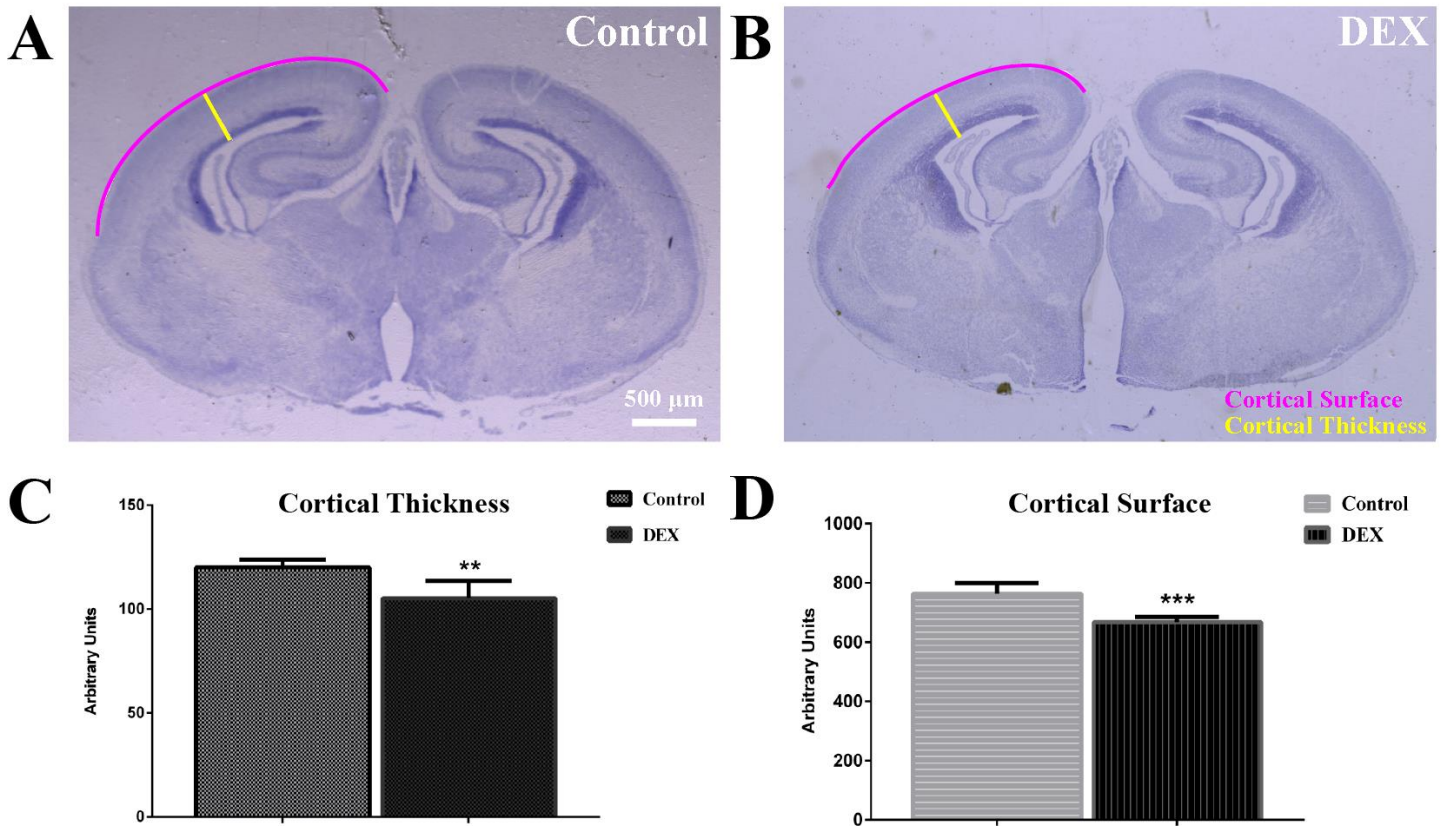 A
Control
500 μm
B
DEX
Cortical Surface
Cortical Thickness
C
Cortical Thickness
Control
DEX
Arbitrary Units
150
100
50
0
**
D
Cortical Surface
Control
DEX
Arbitrary Units
1000
800
600
400
200
0
***